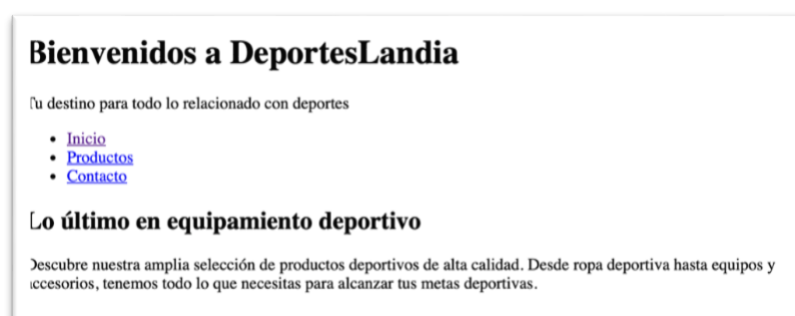 Bienvenidos a DeportesLandia
Tu destino para todo lo relacionado con deportes
Inicio
Productos
Contacto
Lo último en equipamiento deportivo
Descubre nuestra amplia selección de productos deportivos de alta calidad. Desde ropa deportiva hasta equipos y
accesorios, tenemos todo lo que necesitas para alcanzar tus metas deportivas.